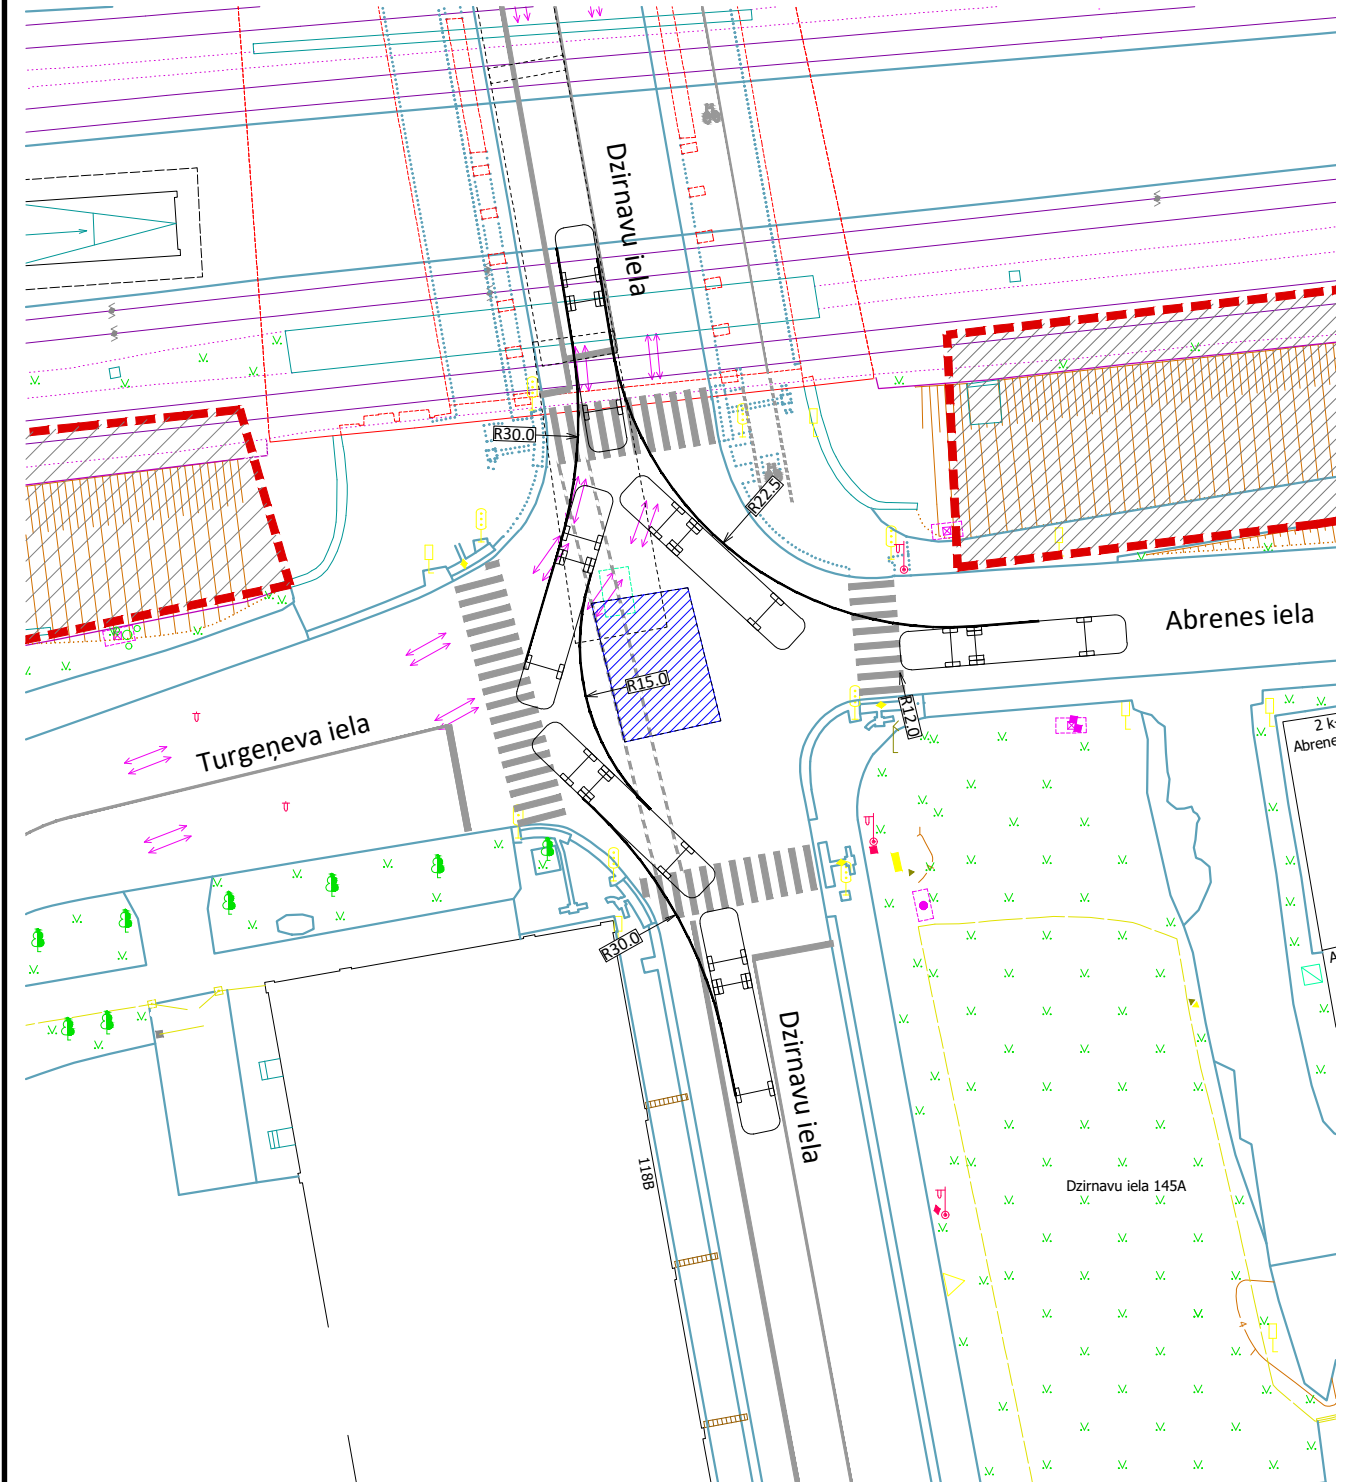 Dzirnavu iela
R30.0
R22.5
Abrenes iela
R15.0
R12.0
Turgeņeva iela
2 k
Abrene
R30.0
A
Dzirnavu iela
118B
Dzirnavu iela 145A